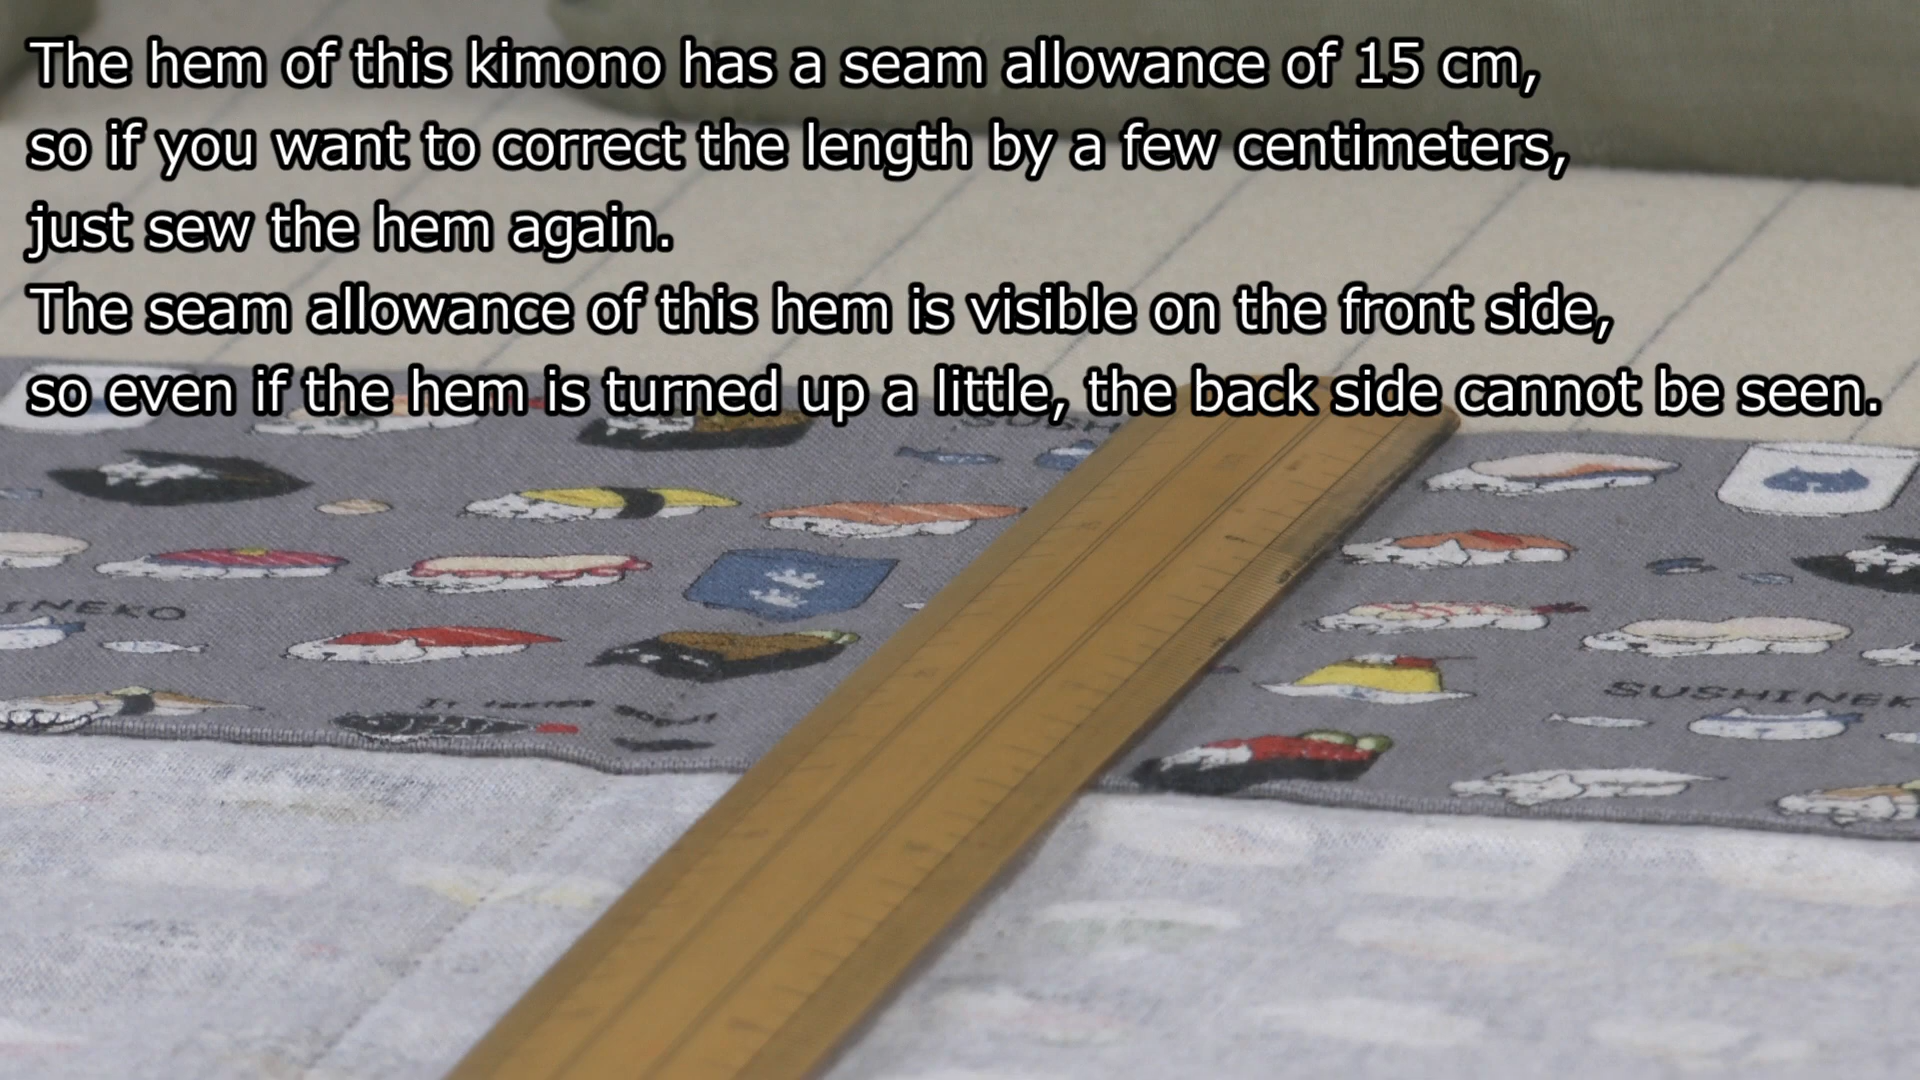 The hem of this kimono has a seam allowance of 15 cm,
so if you want to correct the length by a few centimeters,
just sew the hem again.
The seam allowance of this hem is visible on the front side,
so even if the hem is turned up a little, the back side cannot be seen.
SUSH
INEKO
SUSHINEK